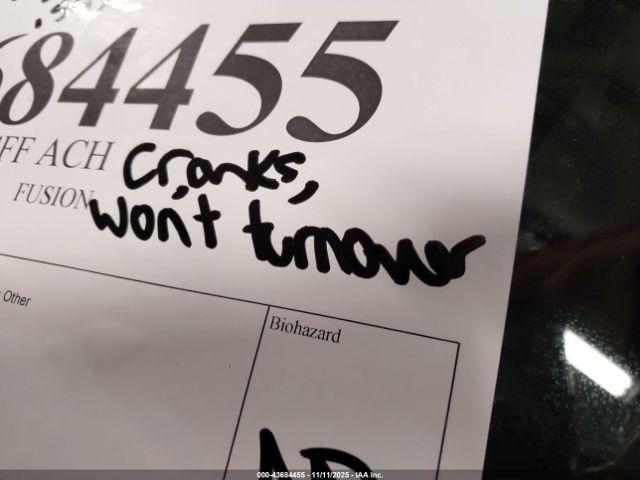 684455
FF ACH
cranks,
FUSION
won't turnover
Other
Biohazard
000-43684455 - 11/11/2025 - IAA Inc.